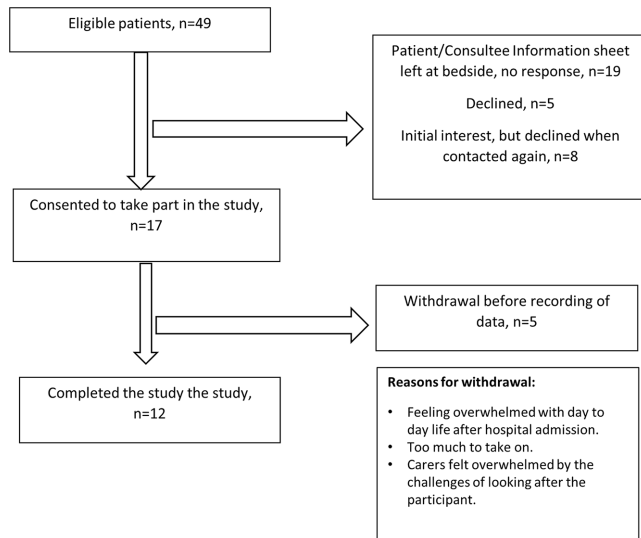 Eligible patients, n=49
Patient/Consultee Information sheet
left at bedside, no response, n=19
Declined, n=5
Initial interest, but declined when
contacted again, n=8
Consented to take part in the study,
n=17
Withdrawal before recording of
data, n=5
Completed the study the study,
n=12
Reasons for withdrawal:
• Feeling overwhelmed with day to
day life after hospital admission.
• Too much to take on.
• Carers felt overwhelmed by the
challenges of looking after the
participant.